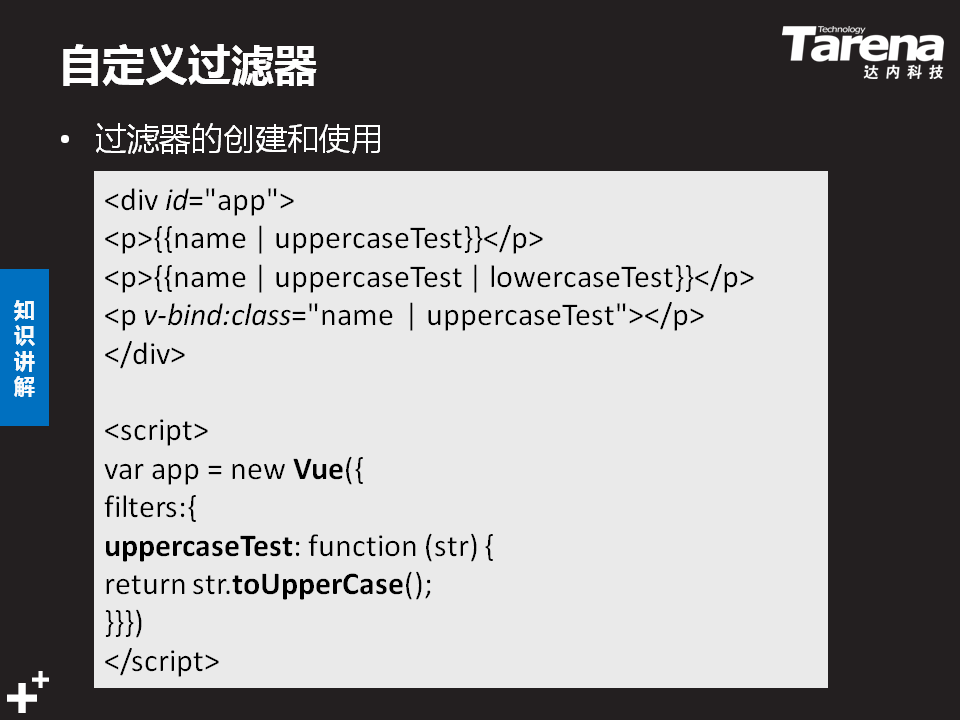 自定义过滤器
Technology
Tarena
达内科技
• 过滤器的创建和使用
<div id="app">
<p>{{name | uppercaseTest}}</p>
<p>{{name | uppercaseTest | lowercaseTest}}</p>
<p v-bind:class="name | uppercaseTest"></p>
</div>
<script>
var app = new Vue({
filters:{
uppercaseTest: function (str) {
return str.toUpperCase();
}}})
</script>
知识讲解